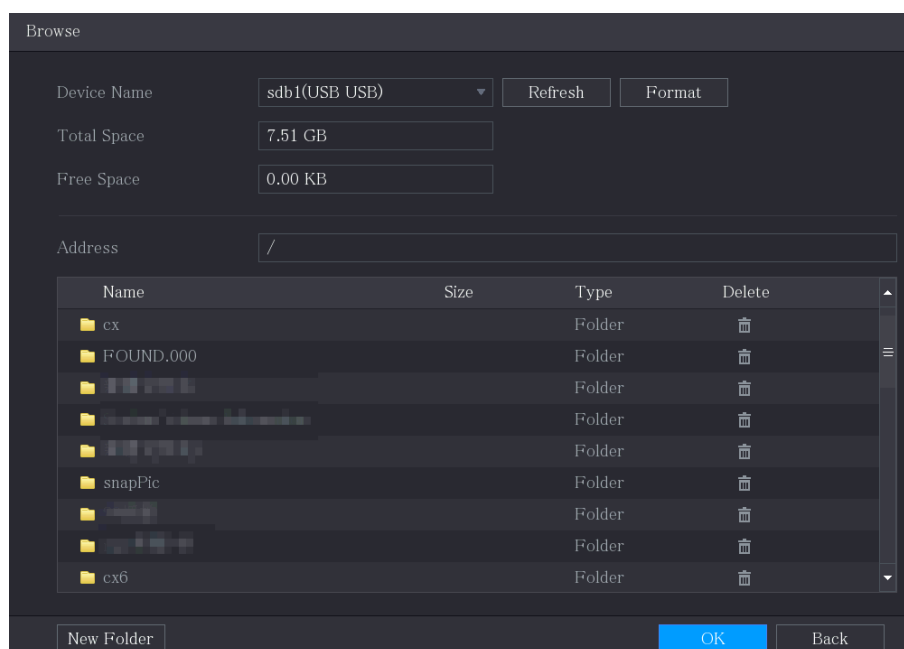 Browse
Device Name sdb1(USB USB) Refresh Format
Total Space 7.51 GB
Free Space 0.00 KB
Address /
Name Size Type Delete
cx Folder
FOUND.000 Folder
Folder
Folder
Folder
snapPic Folder
Folder
Folder
cx6 Folder
New Folder OK Back